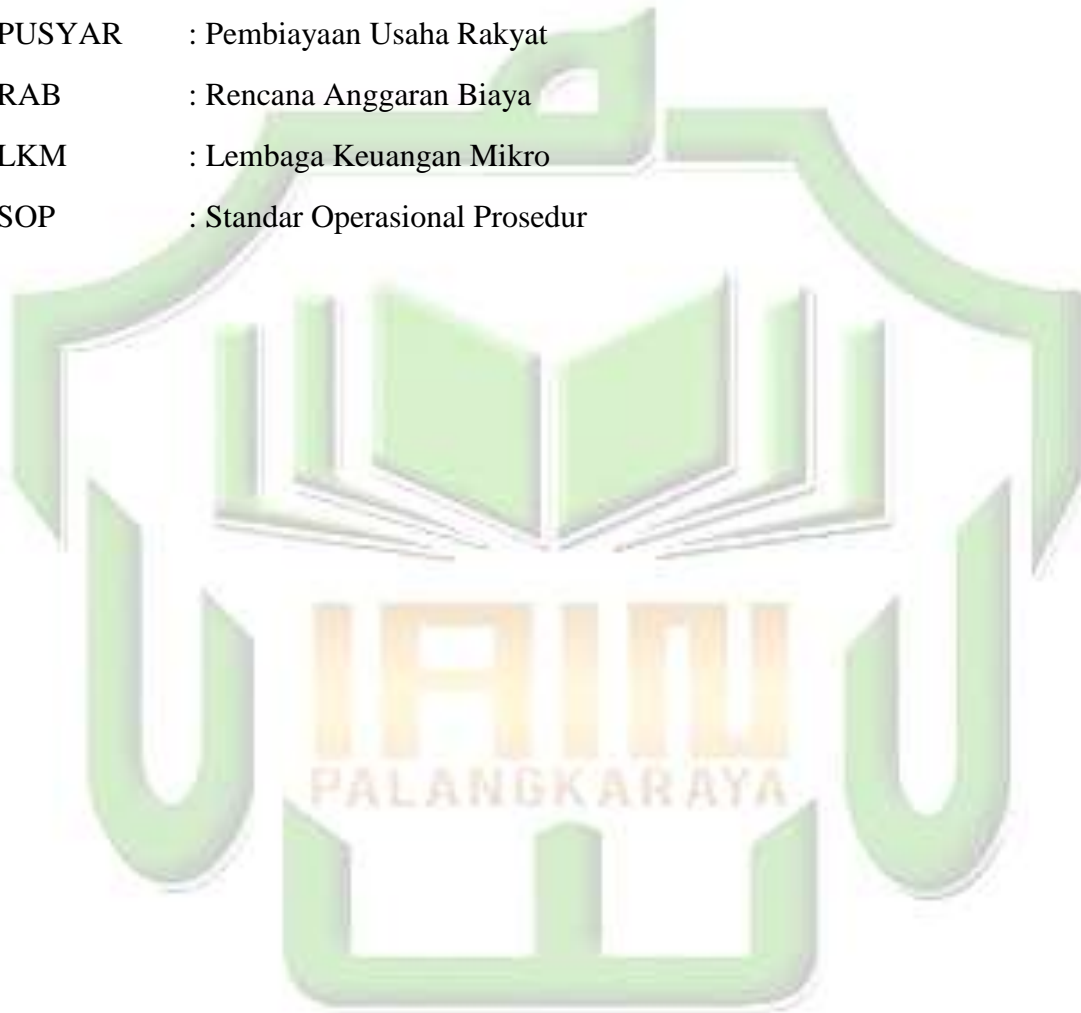 PUSYAR : Pembiayaan Usaha Rakyat
RAB : Rencana Anggaran Biaya
LKM : Lembaga Keuangan Mikro
SOP : Standar Operasional Prosedur
IAIN
PALANGKARAYA